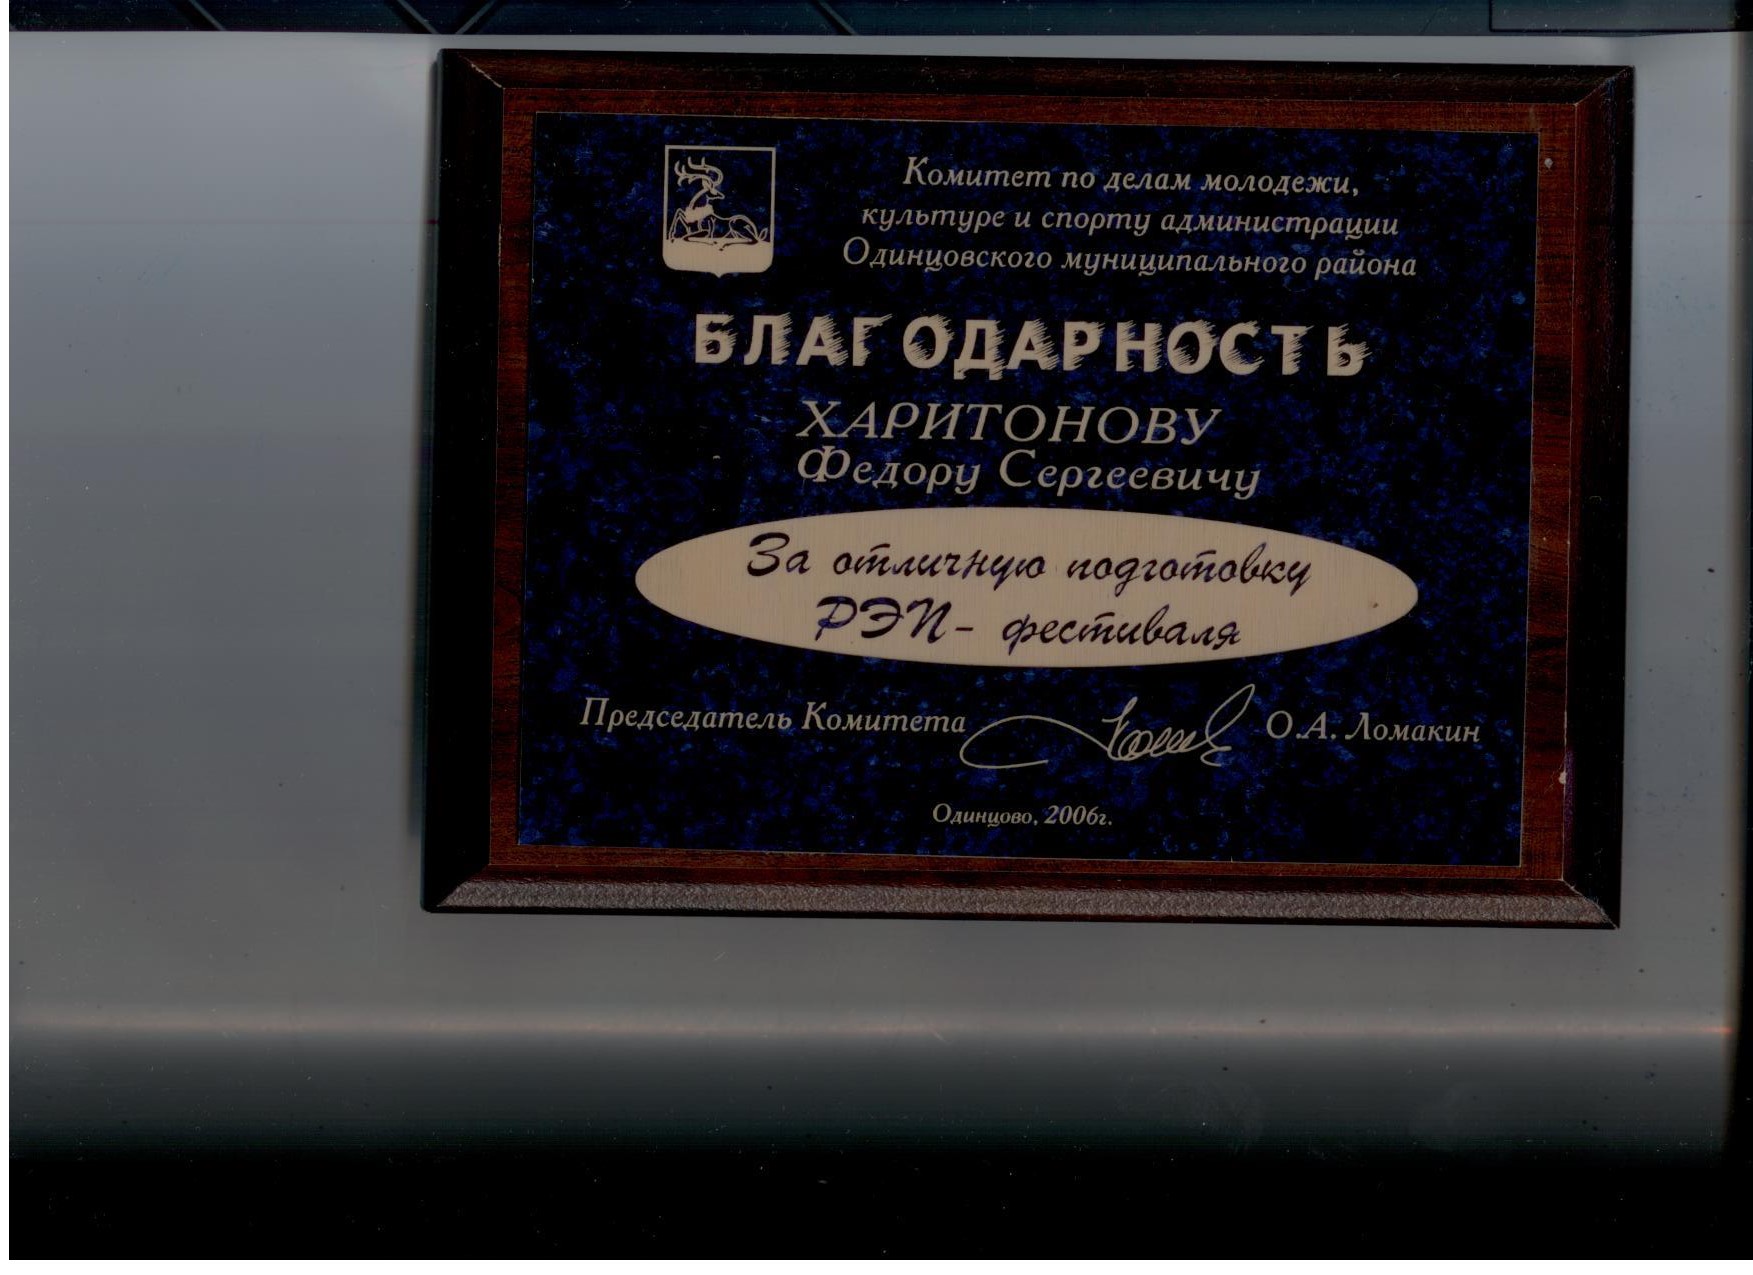 Комитет по делам молодежи,
культуре и спорту администрации
Одинцовского муниципального района
БЛАГОДАРНОСТЬ
ХАРИТОНОВУ
Федору Сергеевичу
За отличную подготовку
РЭП - фестиваля
Председатель Комитета О.А. Ломакин
Одинцово, 2006г.